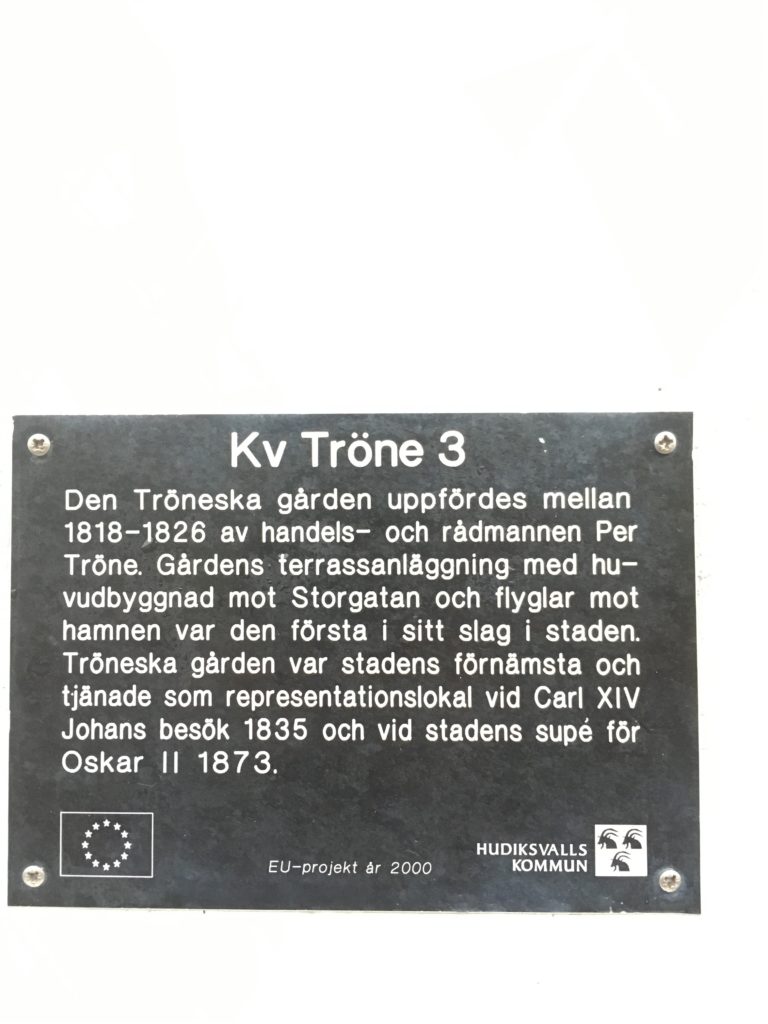 Kv Tröne 3
Den Tröneska gården uppfördes mellan
1818-1826 av handels- och rådmannen Per
Tröne. Gårdens terrassanläggning med hu-
vudbyggnad mot Storgatan och flyglar mot
hamnen var den första i sitt slag i staden.
Tröneska gården var stadens förnämsta och
tjänade som representationslokal vid Carl XIV
Johans besök 1835 och vid stadens supé för
Oskar II 1873.
EU-projekt år 2000
HUDIKSVALLS
KOMMUN